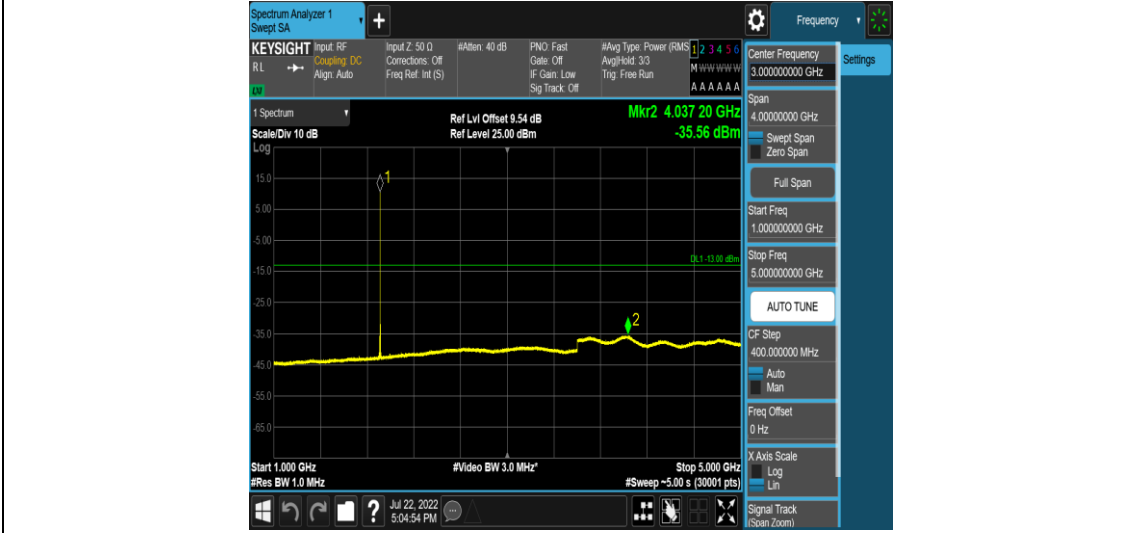 Spectrum Analyzer 1
Swept SA
+
Frequency
KEYSIGHT
RL
Input: RF
Coupling: DC
Align: Auto
Input Z: 50 Ω
Corrections: Off
Freq Ref: Int (S)
#Atten: 40 dB
PNO: Fast
Gate: Off
IF Gain: Low
Sig Track: Off
#Avg Type: Power (RMS
Avg|Hold: 3/3
Trig: Free Run
1 2 3 4 5 6
M W W W W W
A A A A A A
1 Spectrum
Scale/Div 10 dB
Log
Ref Lvl Offset 9.54 dB
Ref Level 25.00 dBm
Mkr2 4.037 20 GHz
-35.56 dBm
15.0
5.00
-5.00
-15.0
-25.0
-35.0
-45.0
-55.0
-65.0
1
2
DL1 -13.00 dBm
Start 1.000 GHz
#Res BW 1.0 MHz
#Video BW 3.0 MHz*
Stop 5.000 GHz
#Sweep ~5.00 s (30001 pts)
Center Frequency
3.000000000 GHz
Settings
Span
4.00000000 GHz
Swept Span
Zero Span
Full Span
Start Freq
1.000000000 GHz
Stop Freq
5.000000000 GHz
AUTO TUNE
CF Step
400.000000 MHz
Auto
Man
Freq Offset
0 Hz
X Axis Scale
Log
Lin
Signal Track
(Span Zoom)
?
Jul 22, 2022
5:04:54 PM